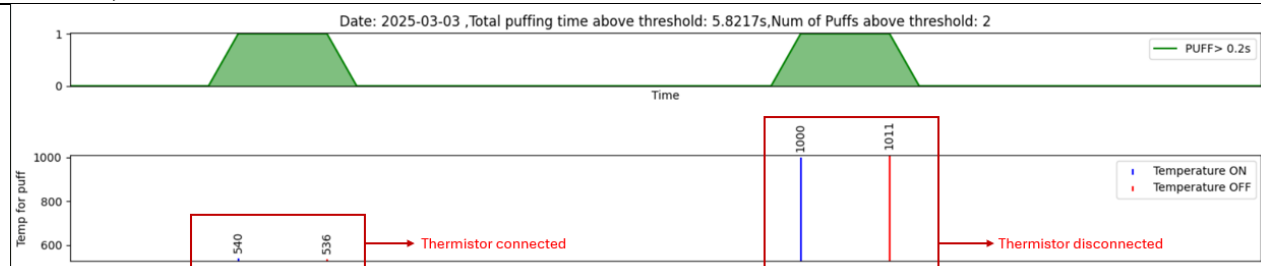 Date: 2025-03-03 ,Total puffing time above threshold: 5.8217s,Num of Puffs above threshold: 2
1
PUFF> 0.2s
0
Time
1000
1011
1000
Temperature ON
Temperature OFF
800
Temp for puff
600
540
536
Thermistor connected
Thermistor disconnected